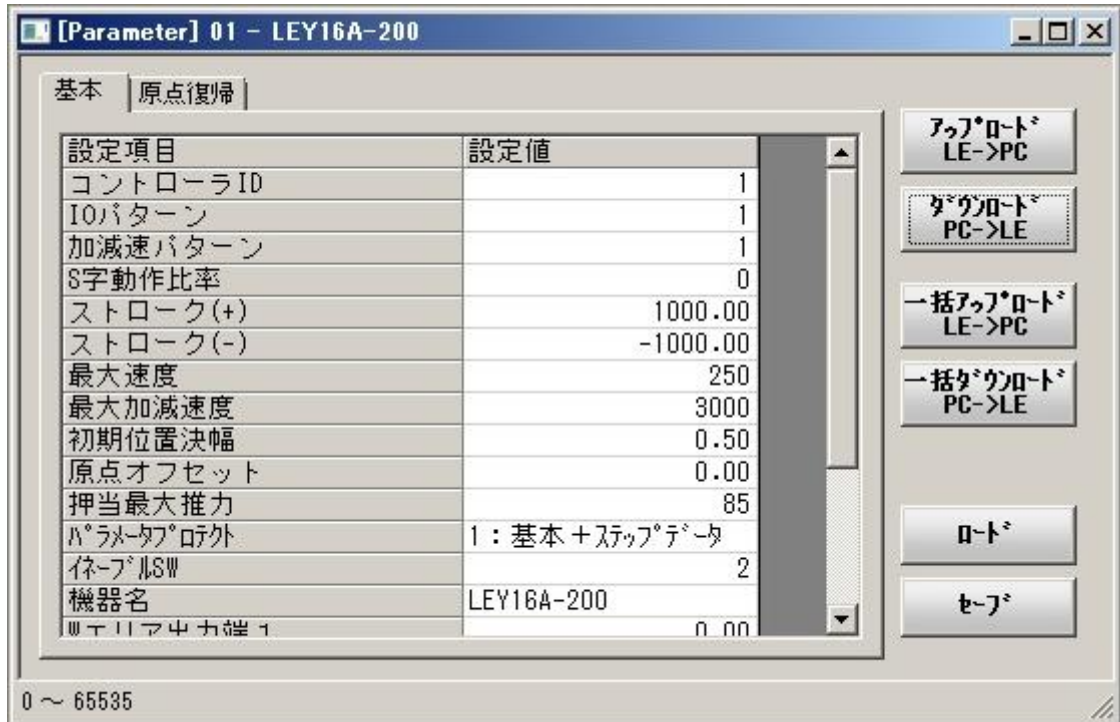 [Parameter] 01 - LEY16A-200
基本 原点復帰
設定項目 設定値
コントローラID 1
IOパターン 1
加減速パターン 1
S字動作比率 0
ストローク(+) 1000.00
ストローク(-) -1000.00
最大速度 250
最大加減速度 3000
初期位置決幅 0.50
原点オフセット 0.00
押当最大推力 85
ﾊﾟﾗﾒｰﾀﾌﾟﾛﾃｸﾄ 1：基本＋ｽﾃｯﾌﾟﾃﾞｰﾀ
ｲﾈｰﾌﾞﾙSW 2
機器名 LEY16A-200
Wエリア出力端１ 0.00
ｱｯﾌﾟﾛｰﾄﾞ
LE->PC
ﾀﾞｳﾝﾛｰﾄﾞ
PC->LE
一括ｱｯﾌﾟﾛｰﾄﾞ
LE->PC
一括ﾀﾞｳﾝﾛｰﾄﾞ
PC->LE
ﾛｰﾄﾞ
ｾｰﾌﾞ
0 ～ 65535